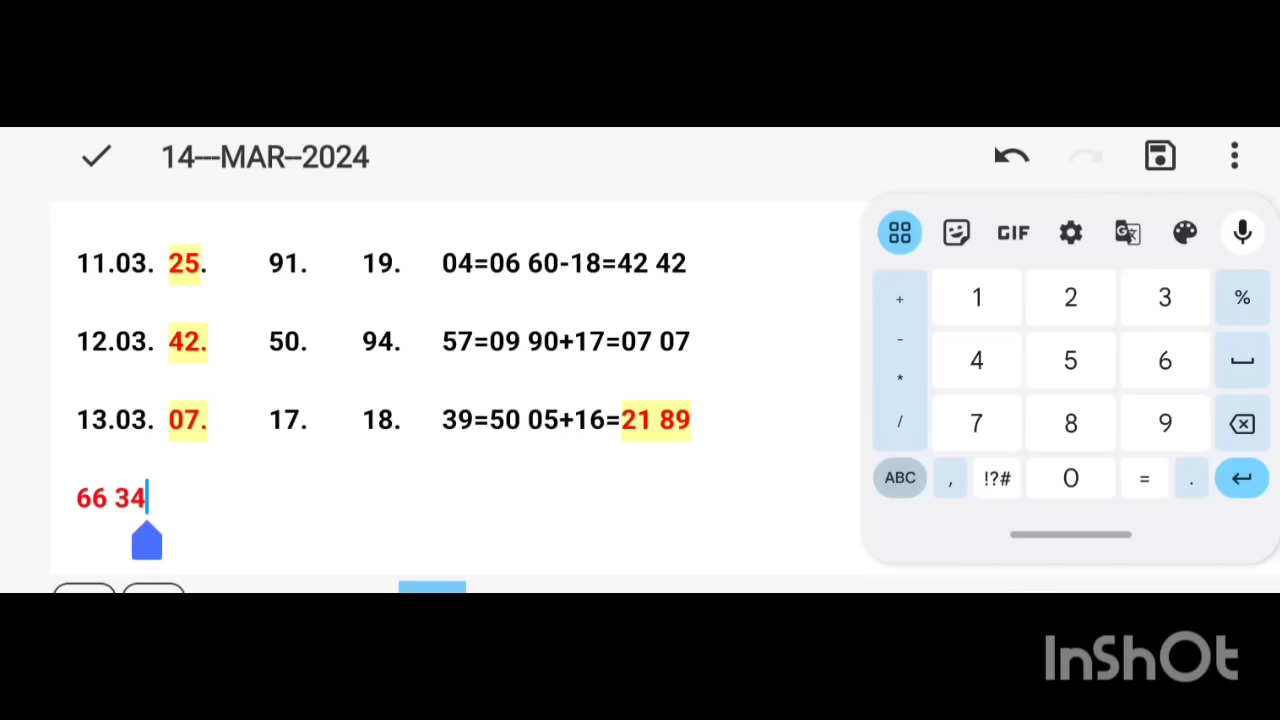 14---MAR--2024
11.03. 25. 91. 19. 04=06 60-18=42 42
12.03. 42. 50. 94. 57=09 90+17=07 07
13.03. 07. 17. 18. 39=50 05+16=21 89
66 34
GIF
+ 1 2 3 %
- 4 5 6
*
/ 7 8 9
ABC , !?# 0 = .
InShOt